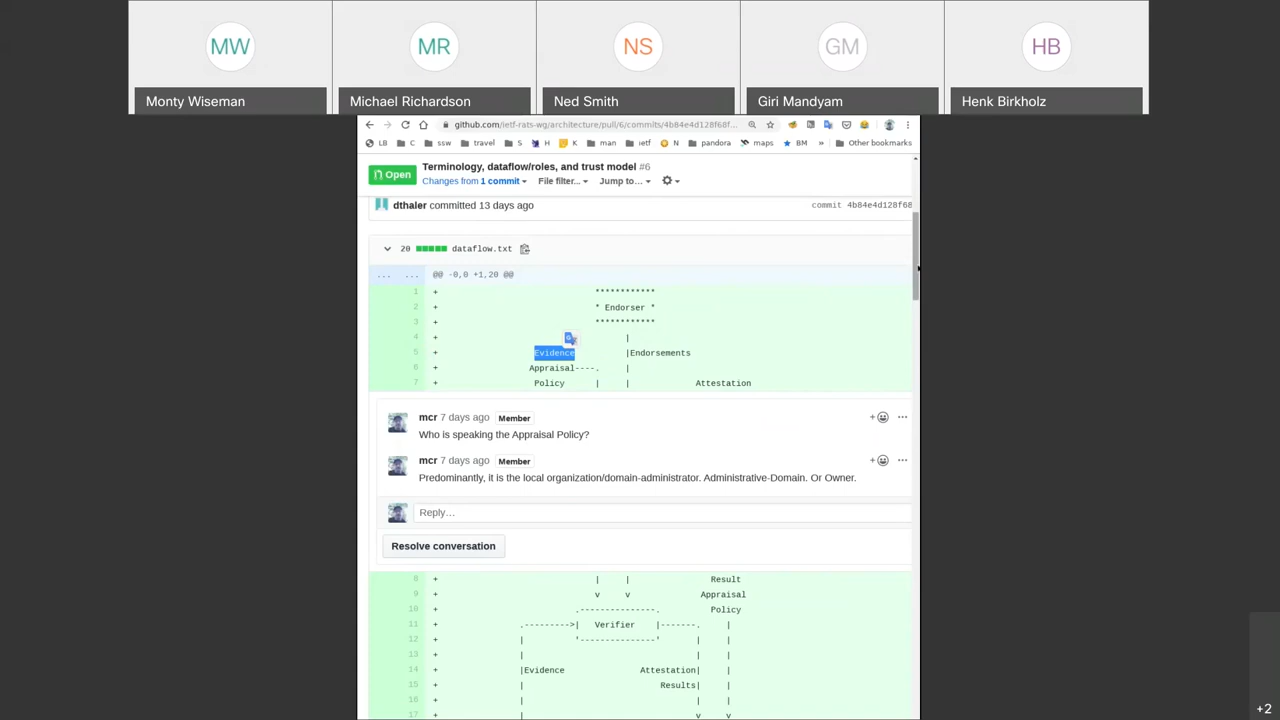 MW MR NS GM HB
Monty Wiseman Michael Richardson Ned Smith Giri Mandyam Henk Birkholz
github.com/ietf-rats-wg/architecture/pull/6/commits/4b84e4d128f68f...
LB C ssw travel S H K man ietf N pandora maps BM » Other bookmarks
Open Terminology, dataflow/roles, and trust model #6
Changes from 1 commit File filter... Jump to...
dthaler committed 13 days ago commit 4b84e4d128f68
20 dataflow.txt
... ... @@ -0,0 +1,20 @@
1 + ************
2 + * Endorser *
3 + ************
4 + |
5 + Evidence |Endorsements
6 + Appraisal----. |
7 + Policy | | Attestation
mcr 7 days ago Member
Who is speaking the Appraisal Policy?
mcr 7 days ago Member
Predominantly, it is the local organization/domain-administrator. Administrative-Domain. Or Owner.
Reply...
Resolve conversation
8 + | | Result
9 + v v Appraisal
10 + .---------------. Policy
11 + .--------->| Verifier |-------. |
12 + | '---------------' | |
13 + | | |
14 + |Evidence Attestation| |
15 + | Results| |
16 + | | |
17 + | v v
+2